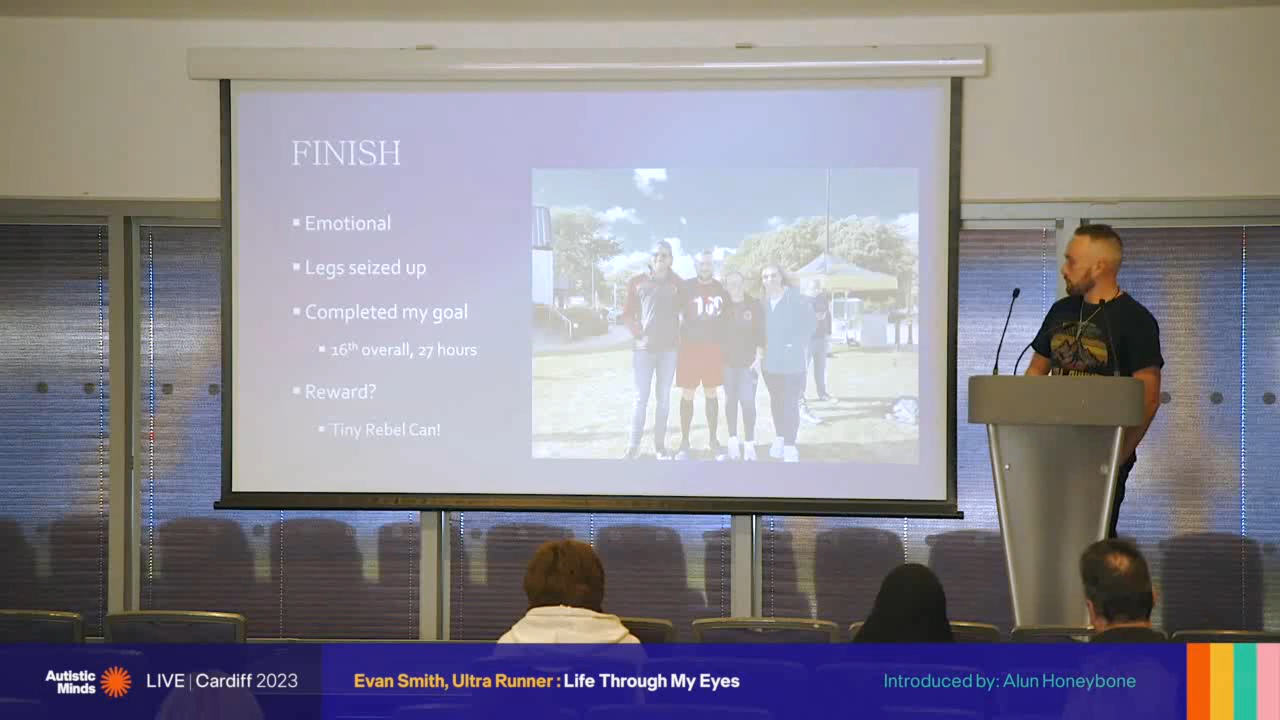 FINISH
▪ Emotional
▪ Legs seized up
▪ Completed my goal
▪ 16th overall, 27 hours
▪ Reward?
▪ Tiny Rebel Can!
100
Autistic Minds
LIVE | Cardiff 2023
Evan Smith, Ultra Runner : Life Through My Eyes
Introduced by: Alun Honeybone